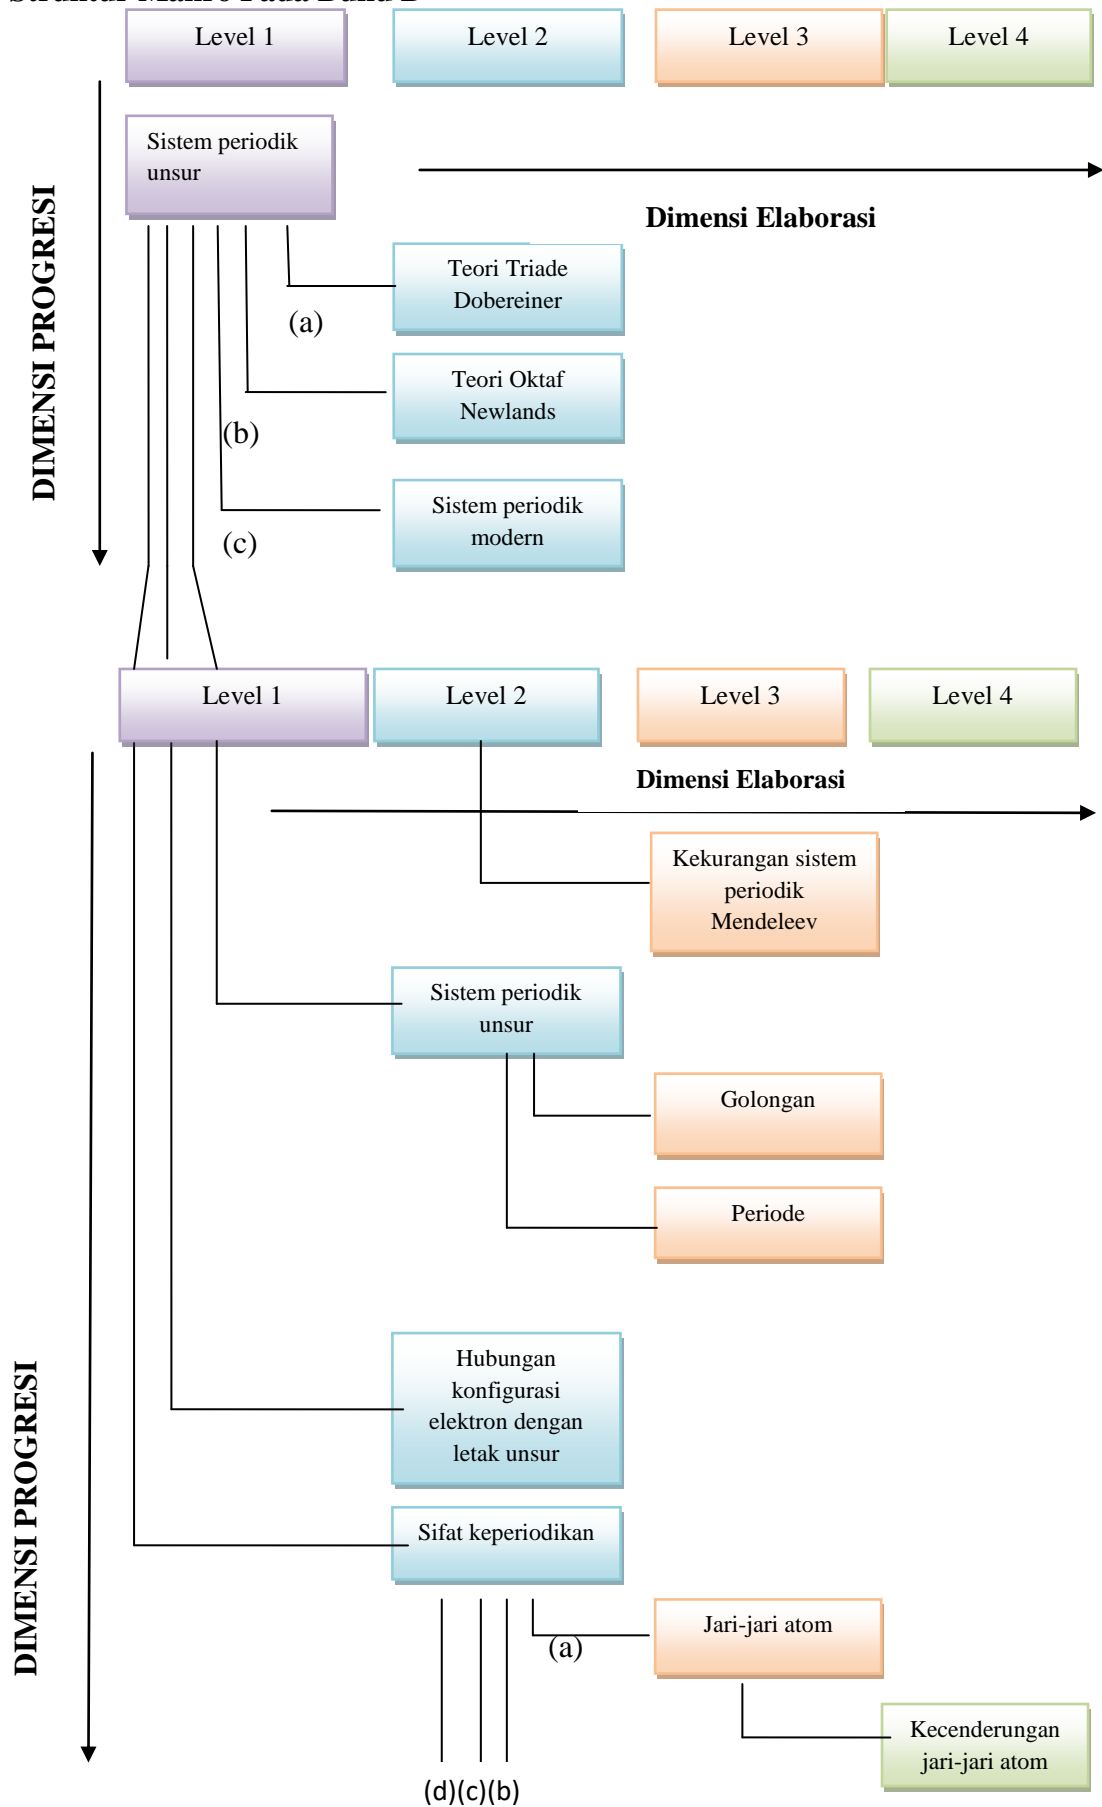 Level 1
Level 2
Level 3
Level 4
Sistem periodik
unsur
Dimensi Elaborasi
DIMENSI PROGRESI
Teori Triade
Dobereiner
(a)
Teori Oktaf
Newlands
(b)
Sistem periodik
modern
(c)
Level 1
Level 2
Level 3
Level 4
Dimensi Elaborasi
Kekurangan sistem
periodik
Mendeleev
Sistem periodik
unsur
Golongan
Periode
DIMENSI PROGRESI
Hubungan
konfigurasi
elektron dengan
letak unsur
Sifat keperiodikan
Jari-jari atom
(a)
Kecenderungan
jari-jari atom
(d)(c)(b)